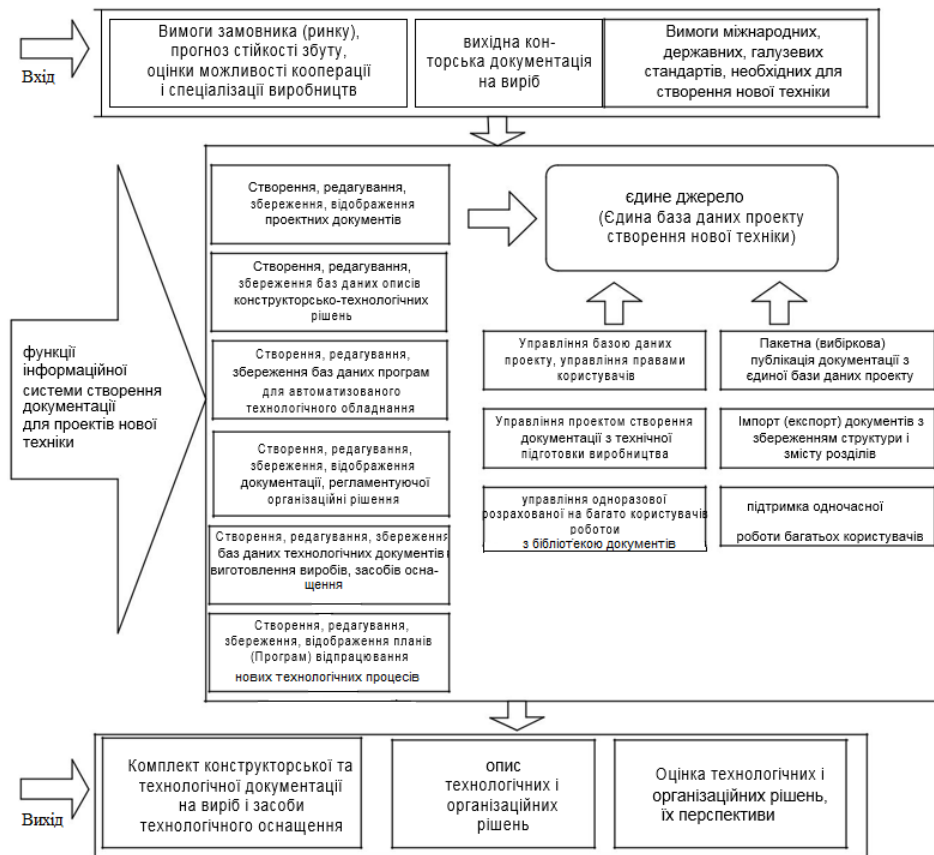 Вхід
Вимоги замовника (ринку),
прогноз стійкості збуту,
оцінки можливості кооперації
і спеціалізації виробництв
вихідна кон-
торська документація
на виріб
Вимоги міжнародних,
державних, галузевих
стандартів, необхідних для
створення нової техніки
функції
інформаційної
системи створення
документації
для проектів нової
техніки
Створення, редагування,
збереження, відображення
проектних документів
Створення, редагування,
збереження баз даних описів
конструкторсько-технологічних
рішень
Створення, редагування,
збереження баз даних програм
для автоматизованого
технологічного обладнання
Створення, редагування,
збереження, відображення
документації, регламентуючої
організаційні рішення
Створення, редагування, збереження
баз даних технологічних документів
виготовлення виробів, засобів осна-
щення
Створення, редагування,
збереження, відображення планів
(Програм) відпрацювання
нових технологічних процесів
єдине джерело
(Єдина база даних проекту
створення нової техніки)
Управління базою даних
проекту, управління правами
користувачів
Пакетна (вибіркова)
публікація документації з
єдиної бази даних проекту
Управління проектом створення
документації з технічної
підготовки виробництва
Імпорт (експорт) документів з
збереженням структури і
змісту розділів
управління одноразової
розрахованої на багато користувачів
роботои
з бібліотекою документів
підтримка одночасної
роботи багатьох користувачів
Вихід
Комплект конструкторської та
технологічної документації
на виріб і засоби
технологічного оснащення
опис
технологічних і
організаційних
рішень
Оцінка технологічних і
організаційних рішень,
їх перспективи